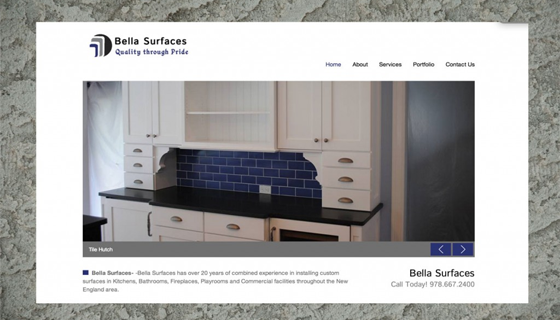 Bella Surfaces
Quality through Pride
Home About Services Portfolio Contact Us
Tile Hutch
Bella Surfaces- -Bella Surfaces has over 20 years of combined experience in installing custom
surfaces in Kitchens, Bathrooms, Fireplaces, Playrooms and Commercial facilities throughout the New
England area.
Bella Surfaces
Call Today! 978.667.2400